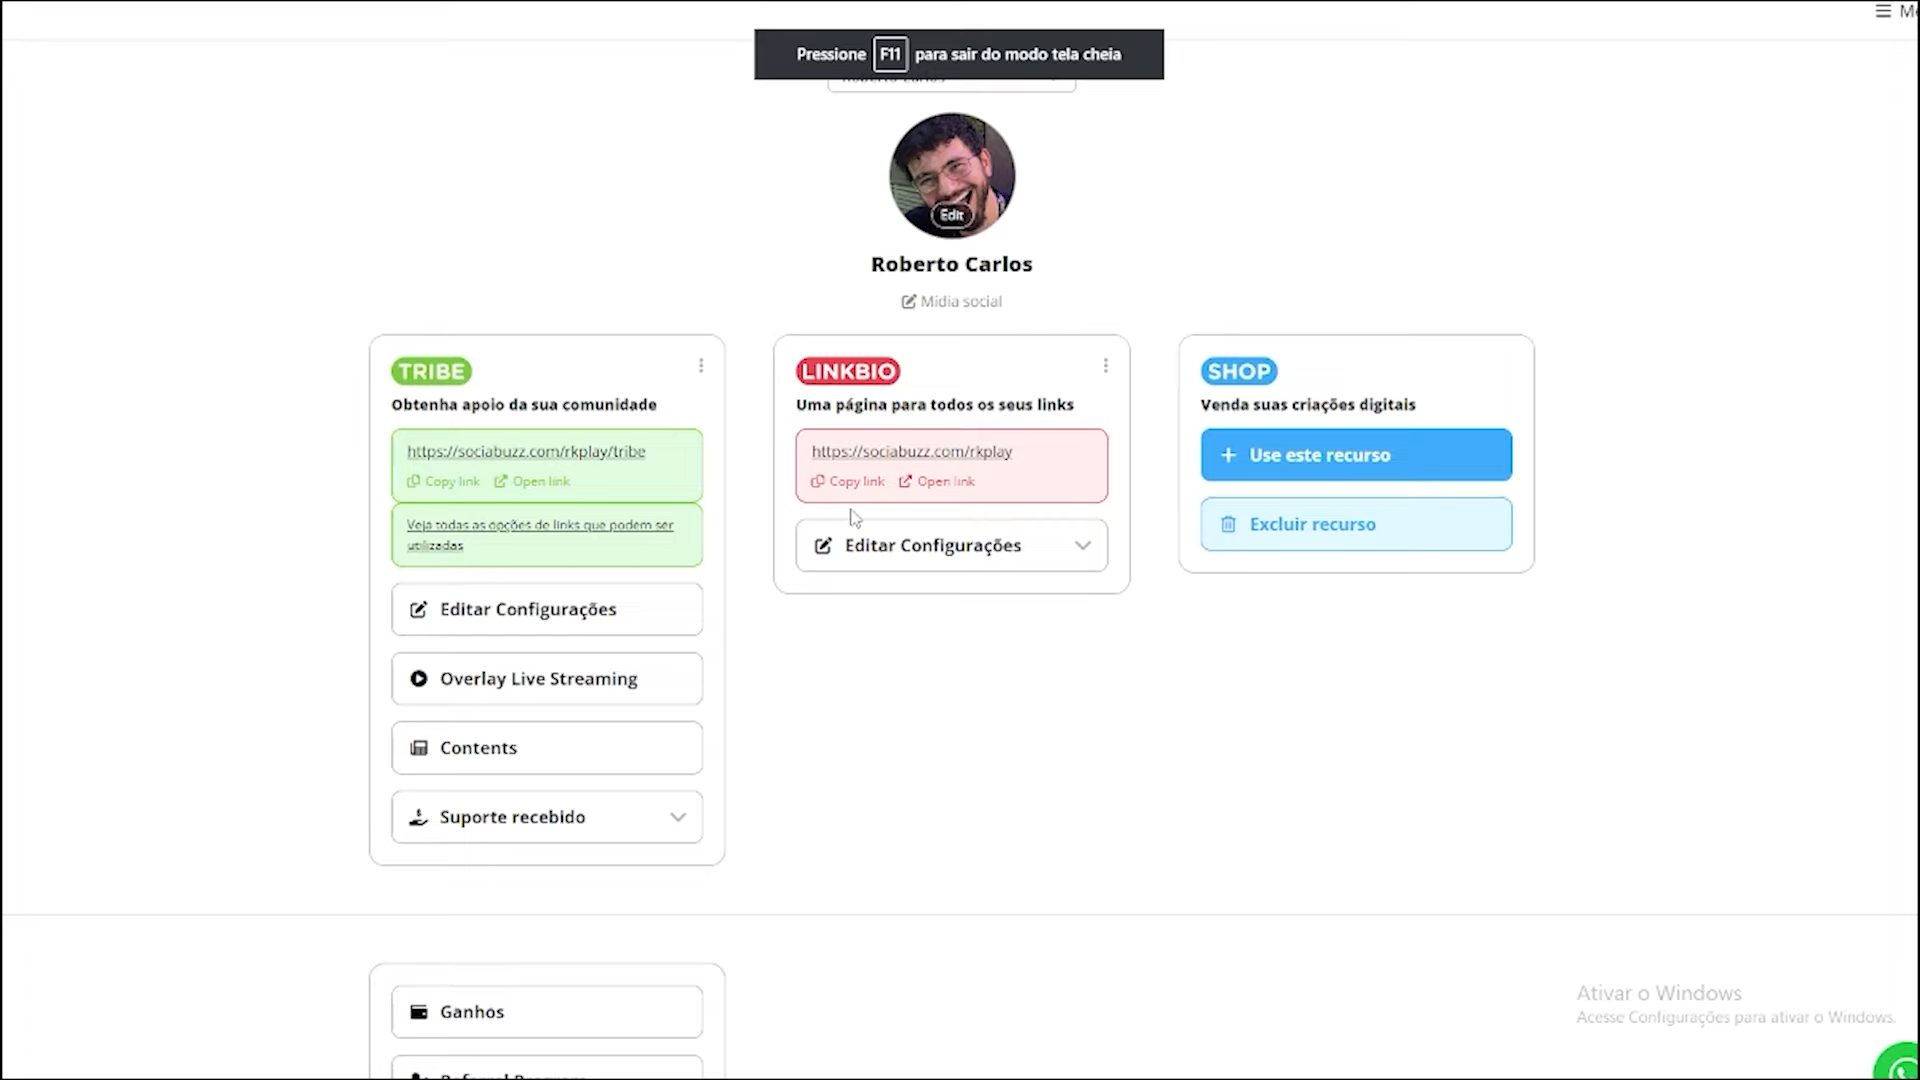 Pressione F11 para sair do modo tela cheia
Edit
Roberto Carlos
Mídia social
TRIBE
Obtenha apoio da sua comunidade
https://sociabuzz.com/rkplay/tribe
Copy link Open link
Veja todas as opções de links que podem ser
utilizadas
Editar Configurações
Overlay Live Streaming
Contents
Suporte recebido
LINKBIO
Uma página para todos os seus links
https://sociabuzz.com/rkplay
Copy link Open link
Editar Configurações
SHOP
Venda suas criações digitais
+ Use este recurso
Excluir recurso
Ganhos
Ativar o Windows
Acesse Configurações para ativar o Windows.